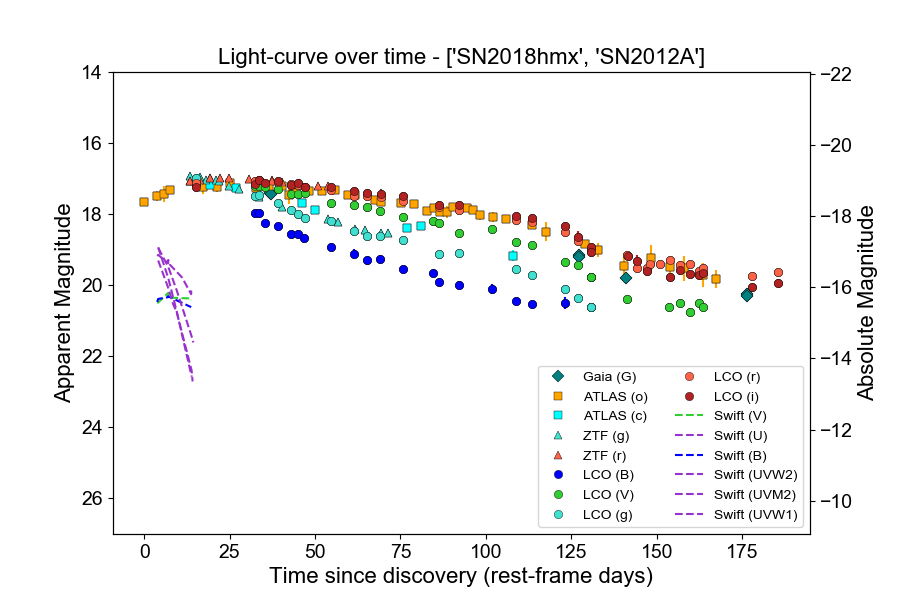 Light-curve over time - ['SN2018hmx', 'SN2012A']
14
16
18
20
22
24
26
Apparent Magnitude
−22
−20
−18
−16
−14
−12
−10
Absolute Magnitude
Gaia (G)
ATLAS (o)
ATLAS (c)
ZTF (g)
ZTF (r)
LCO (B)
LCO (V)
LCO (g)
LCO (r)
LCO (i)
Swift (V)
Swift (U)
Swift (B)
Swift (UVW2)
Swift (UVM2)
Swift (UVW1)
0 25 50 75 100 125 150 175
Time since discovery (rest-frame days)